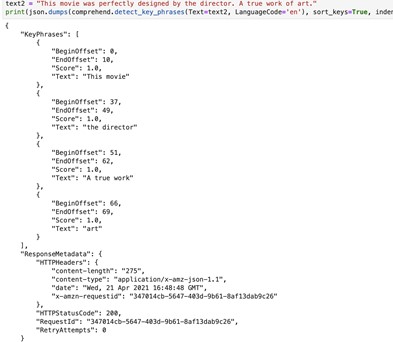 text2 = "This movie was perfectly designed by the director. A true work of art."
print(json.dumps(comprehend.detect_key_phrases(Text=text2, LanguageCode='en'), sort_keys=True, inden
{
"KeyPhrases": [
{
"BeginOffset": 0,
"EndOffset": 10,
"Score": 1.0,
"Text": "This movie"
},
{
"BeginOffset": 37,
"EndOffset": 49,
"Score": 1.0,
"Text": "the director"
},
{
"BeginOffset": 51,
"EndOffset": 62,
"Score": 1.0,
"Text": "A true work"
},
{
"BeginOffset": 66,
"EndOffset": 69,
"Score": 1.0,
"Text": "art"
}
],
"ResponseMetadata": {
"HTTPHeaders": {
"content-length": "275",
"content-type": "application/x-amz-json-1.1",
"date": "Wed, 21 Apr 2021 16:48:48 GMT",
"x-amzn-requestid": "347014cb-5647-403d-9b61-8af13dab9c26"
},
"HTTPStatusCode": 200,
"RequestId": "347014cb-5647-403d-9b61-8af13dab9c26",
"RetryAttempts": 0
}